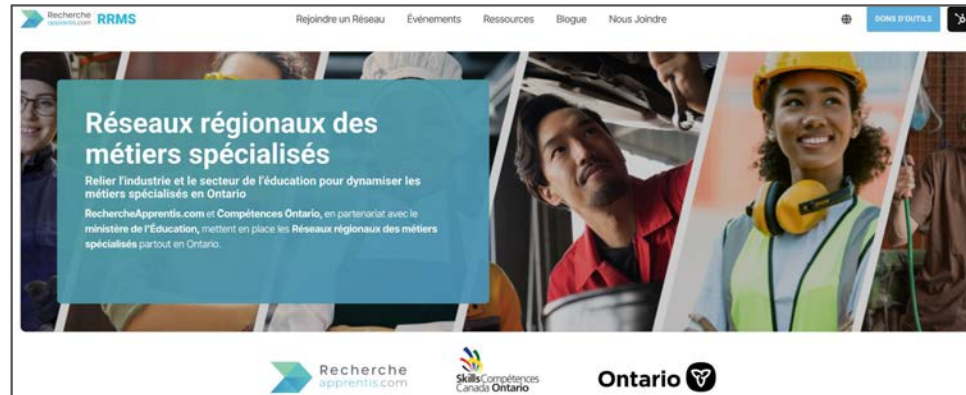 Recherche
apprentis.com
RRMS
Rejoindre un Réseau Événements Ressources Blogue Nous Joindre
DONS D'OUTILS
Réseaux régionaux des
métiers spécialisés
Relier l'industrie et le secteur de l'éducation pour dynamiser les
métiers spécialisés en Ontario
RechercheApprentis.com et Compétences Ontario, en partenariat avec le
ministère de l'Éducation, mettent en place les Réseaux régionaux des métiers
spécialisés partout en Ontario.
Recherche
apprentis.com
Skills Compétences
Canada Ontario
Ontario